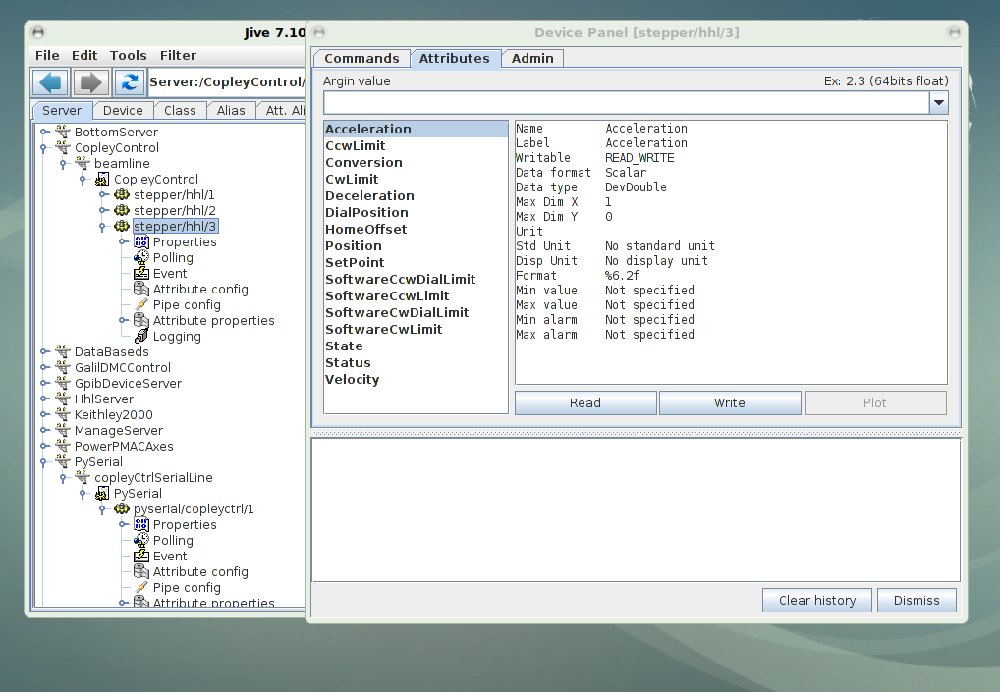 Jive 7.10
File Edit Tools Filter
Server:/CopleyControl/
Server Device Class Alias Att. Ali
BottomServer
CopleyControl
beamline
CopleyControl
stepper/hhl/1
stepper/hhl/2
stepper/hhl/3
Properties
Polling
Event
Attribute config
Pipe config
Attribute properties
Logging
DataBaseds
GalilDMCControl
GpibDeviceServer
HhlServer
Keithley2000
ManageServer
PowerPMACAxes
PySerial
copleyCtrlSerialLine
PySerial
pyserial/copleyctrl/1
Properties
Polling
Event
Attribute config
Pipe config
Attribute properties
Device Panel [stepper/hhl/3]
Commands Attributes Admin
Argin value Ex: 2.3 (64bits float)
Acceleration
CcwLimit
Conversion
CwLimit
Deceleration
DialPosition
HomeOffset
Position
SetPoint
SoftwareCcwDialLimit
SoftwareCcwLimit
SoftwareCwDialLimit
SoftwareCwLimit
State
Status
Velocity
Name Acceleration
Label Acceleration
Writable READ_WRITE
Data format Scalar
Data type DevDouble
Max Dim X 1
Max Dim Y 0
Unit
Std Unit No standard unit
Disp Unit No display unit
Format %6.2f
Min value Not specified
Max value Not specified
Min alarm Not specified
Max alarm Not specified
Read Write Plot
Clear history Dismiss